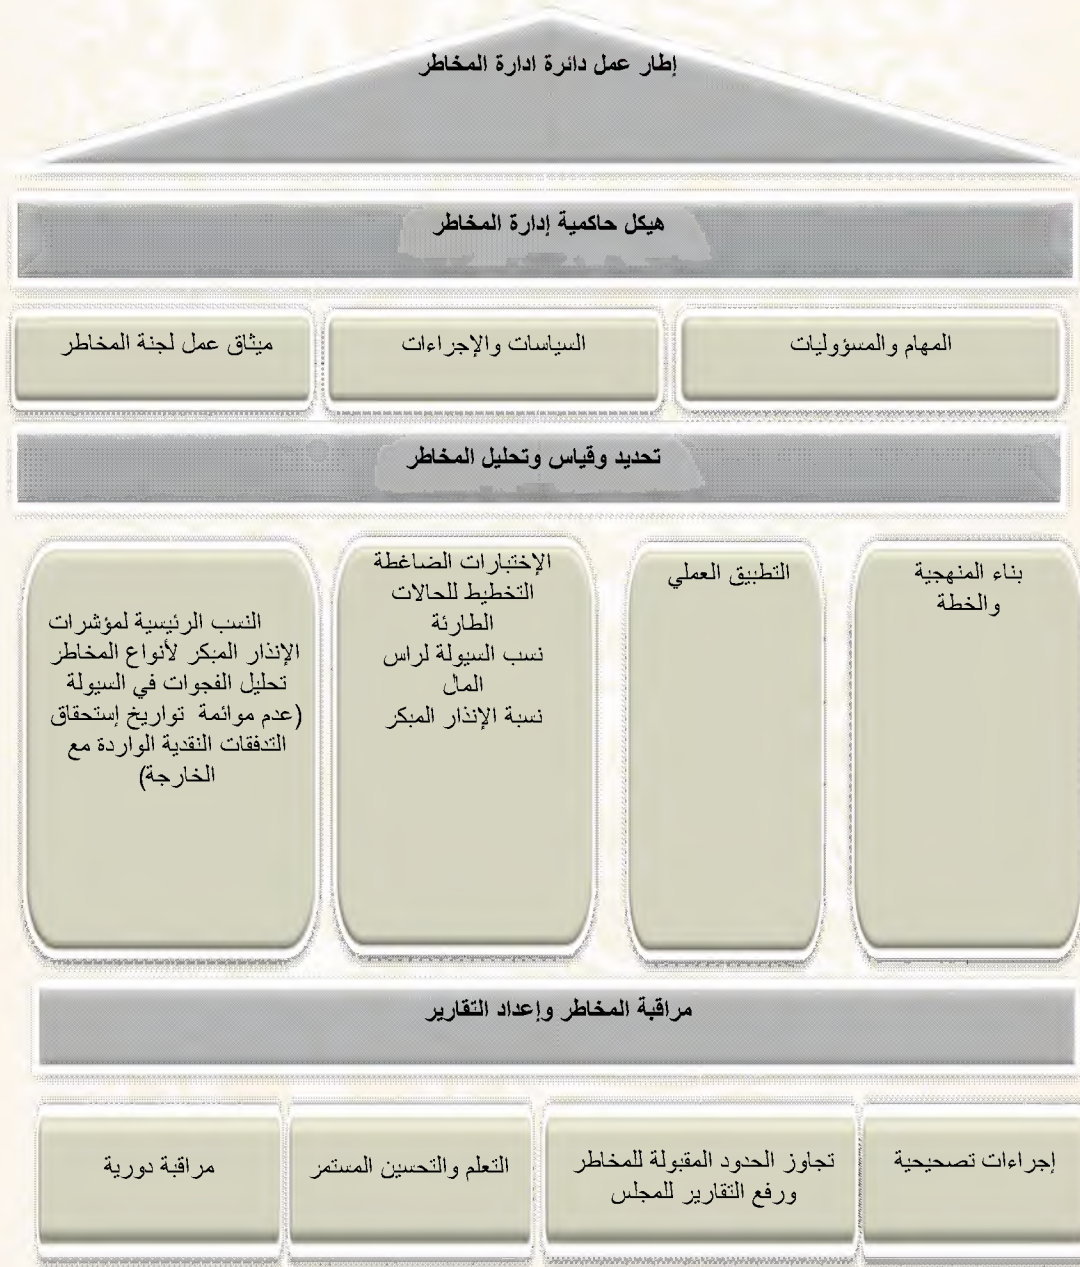 إطار عمل دائرة ادارة المخاطر
هيكل حاكمية إدارة المخاطر
المهام والمسؤوليات
السياسات والإجراءات
ميثاق عمل لجنة المخاطر
تحديد وقياس وتحليل المخاطر
بناء المنهجية
والخطة
التطبيق العملي
الإختبارات الضاغطة
التخطيط للحالات
الطارئة
نسب السيولة لراس
المال
نسبة الإنذار المبكر
النسب الرئيسية لمؤشرات
الإنذار المبكر لأنواع المخاطر
تحليل الفجوات في السيولة
(عدم موائمة تواريخ إستحقاق
التدفقات النقدية الواردة مع
الخارجة)
مراقبة المخاطر وإعداد التقارير
إجراءات تصحيحية
تجاوز الحدود المقبولة للمخاطر
ورفع التقارير للمجلس
التعلم والتحسين المستمر
مراقبة دورية